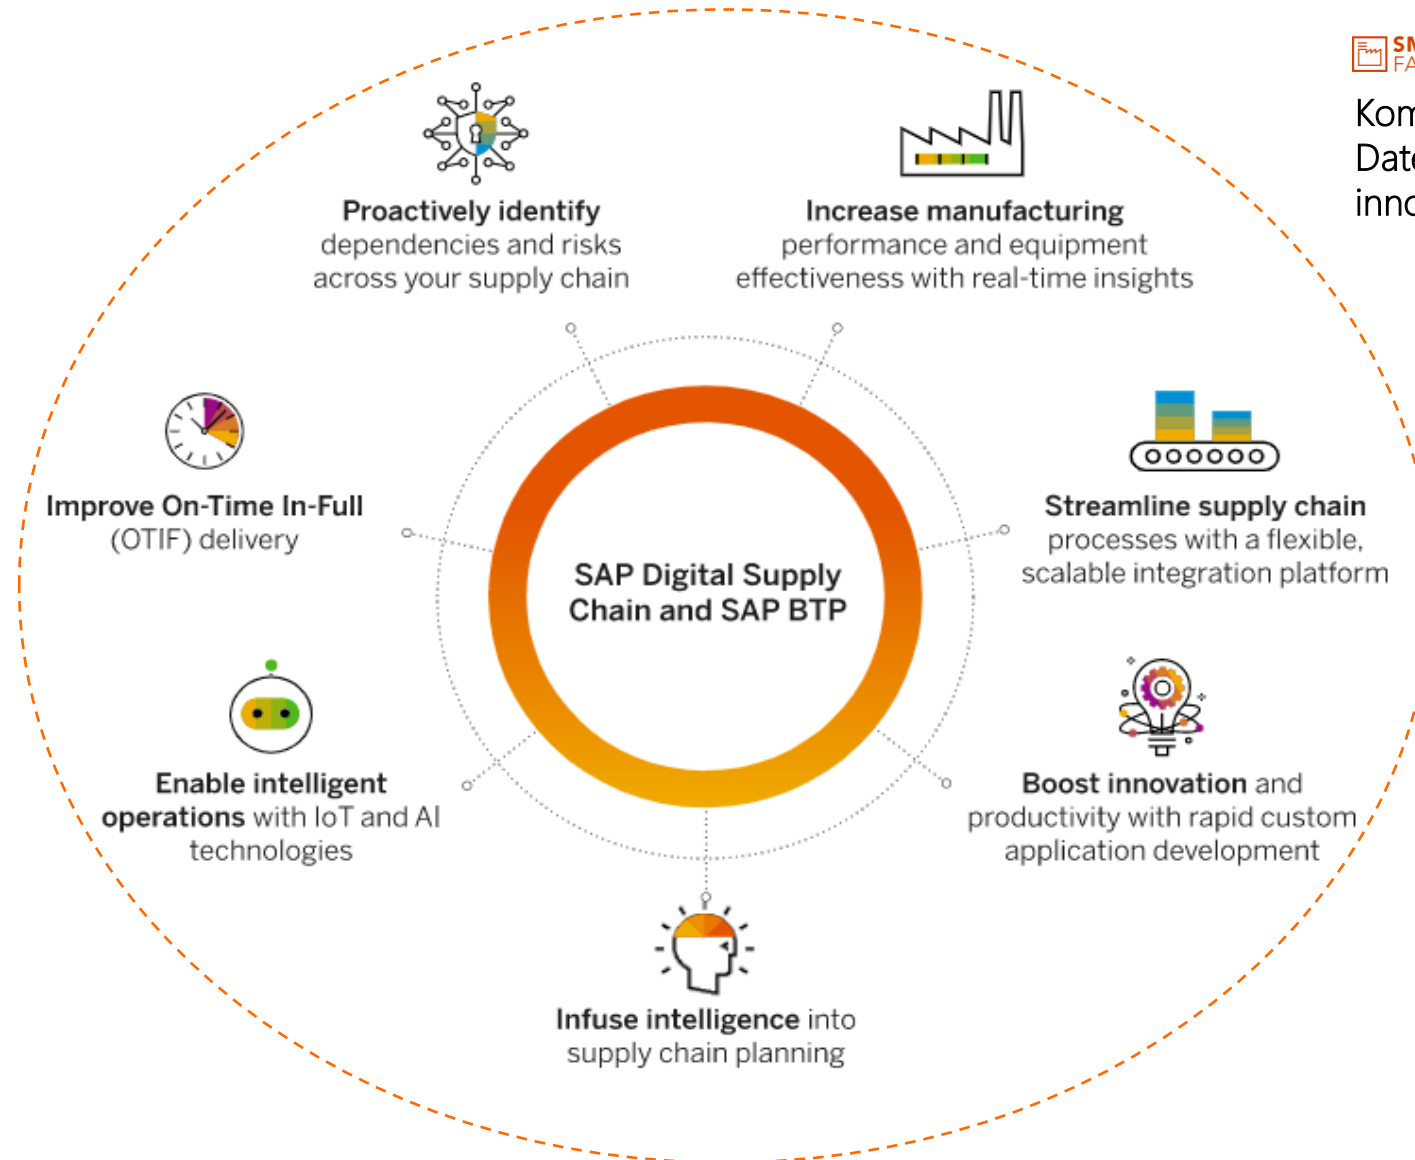 Proactively identify
dependencies and risks
across your supply chain
Increase manufacturing
performance and equipment
effectiveness with real-time insights
Improve On-Time In-Full
(OTIF) delivery
Streamline supply chain
processes with a flexible,
scalable integration platform
SAP Digital Supply
Chain and SAP BTP
Enable intelligent
operations with IoT and AI
technologies
Boost innovation and
productivity with rapid custom
application development
Infuse intelligence into
supply chain planning